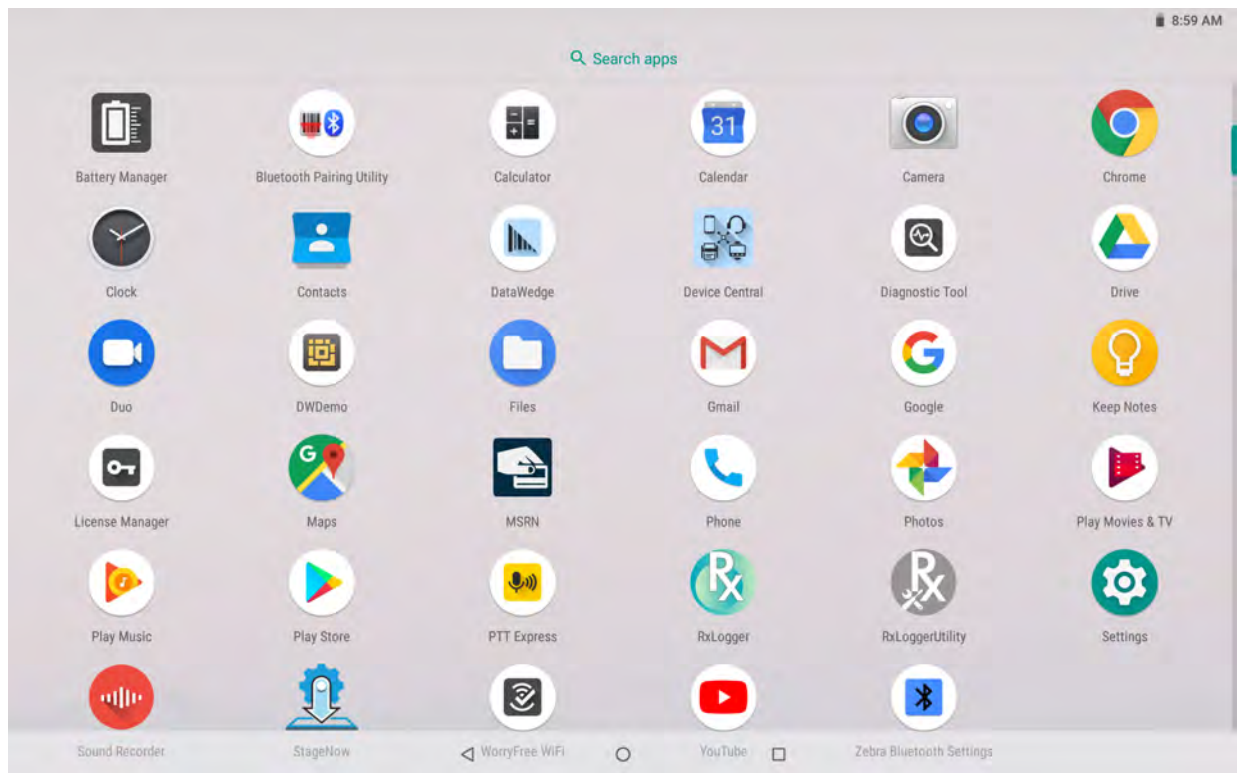 8:59 AM
Search apps
31
Battery Manager Bluetooth Pairing Utility Calculator Calendar Camera Chrome
Clock Contacts DataWedge Device Central Diagnostic Tool Drive
G
Duo DWDemo Files Gmail Google Keep Notes
G
License Manager Maps MSRN Phone Photos Play Movies & TV
Rx Rx
Play Music Play Store PTT Express RxLogger RxLoggerUtility Settings
Sound Recorder StageNow WorryFree WiFi YouTube Zebra Bluetooth Settings